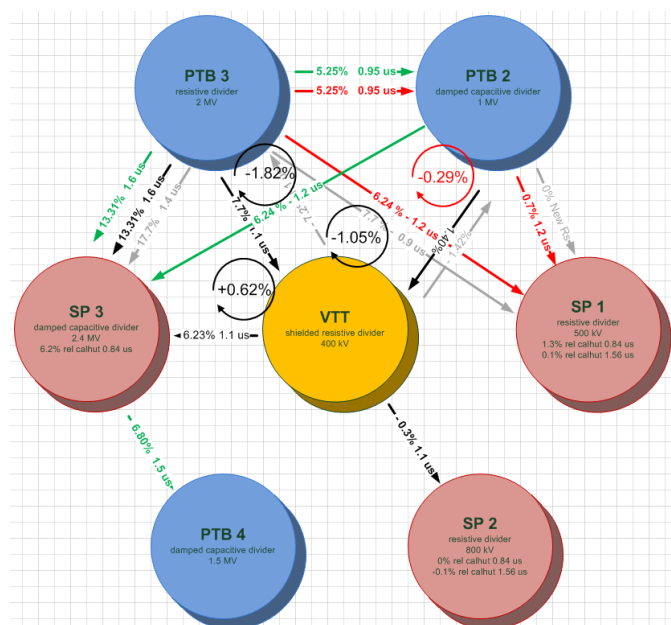 PTB 3
resistive divider
2 MV
5.25% 0.95 us
5.25% 0.95 us
PTB 2
damped capacitive divider
1 MV
13.31% 1.6 us
13.31% 1.6 us
17.7% 1.4 us
-1.82%
7.7% 1.1 us
-7.2
6.24 % - 1.2 us
6.24 % - 1.2 us
- 0.9 us
-0.29%
-1.05%
+0.62%
1.40%
- 1.42%
0.7% 1.2 us
0% New Rs
SP 3
damped capacitive divider
2.4 MV
6.2% rel calhut 0.84 us
6.23% 1.1 us
VTT
shielded resistive divider
400 kV
SP 1
resistive divider
500 kV
1.3% rel calhut 0.84 us
0.1% rel calhut 1.56 us
6.80% 1.5 us
- 0.3% 1.1 us
PTB 4
damped capacitive divider
1.5 MV
SP 2
resistive divider
800 kV
0% rel calhut 0.84 us
-0.1% rel calhut 1.56 us